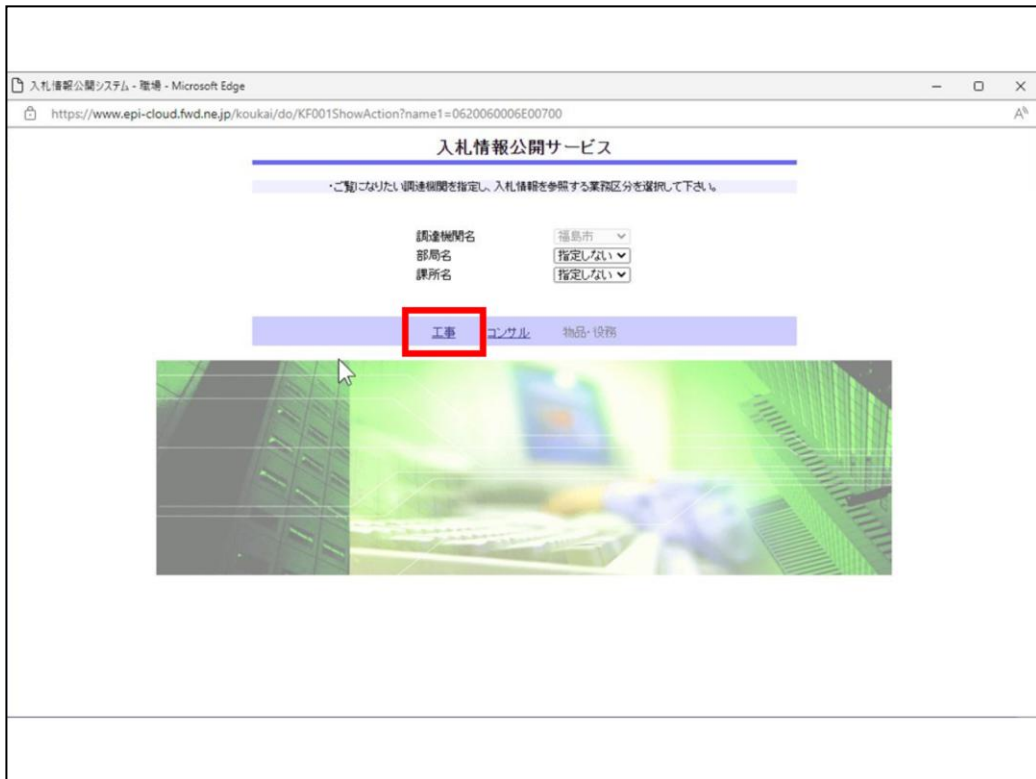 入札情報公開システム - 職場 - Microsoft Edge
https://www.epi-cloud.fwd.ne.jp/koukai/do/KF001ShowAction?name1=0620060006E00700
入札情報公開サービス
・ご覧になりたい調達機関を指定し、入札情報を参照する業務区分を選択して下さい。
調達機関名 福島市
部局名 指定しない
課所名 指定しない
工事 コンサル 物品・役務